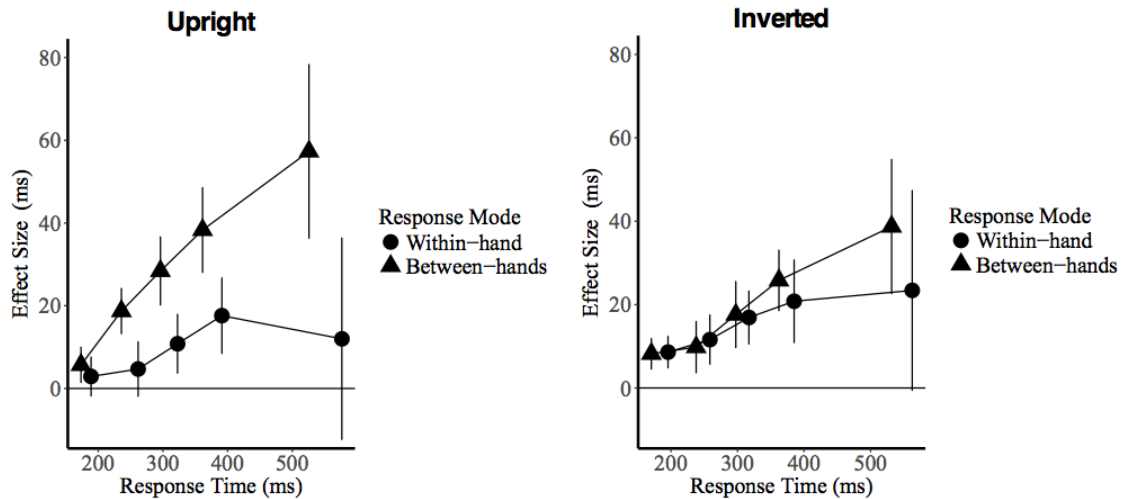 Upright
80
60
40
20
0
Effect Size (ms)
200 300 400 500
Response Time (ms)
Response Mode
Within−hand
Between−hands
Inverted
80
60
40
20
0
Effect Size (ms)
200 300 400 500
Response Time (ms)
Response Mode
Within−hand
Between−hands